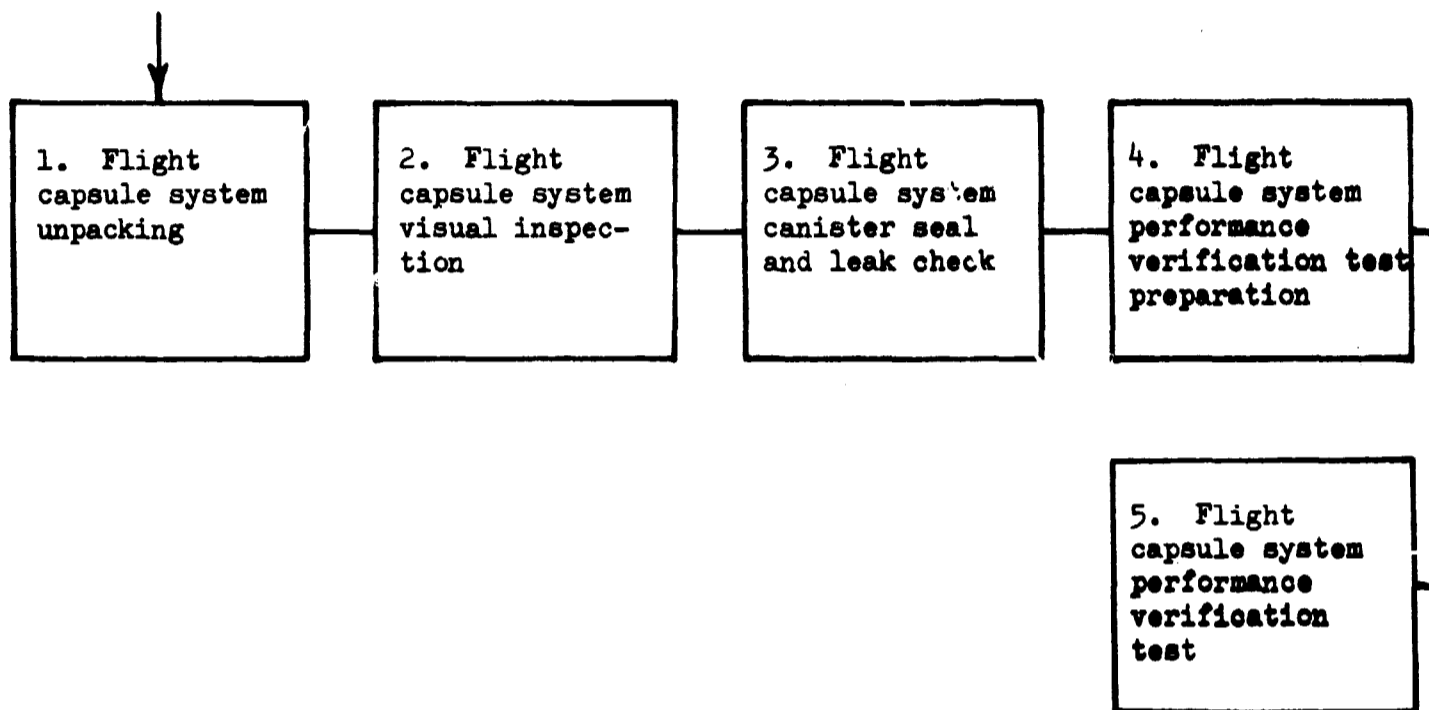 1. Flight
capsule system
unpacking
2. Flight
capsule system
visual inspec-
tion
3. Flight
capsule system
canister seal
and leak check
4. Flight
capsule system
performance
verification test
preparation
5. Flight
capsule system
performance
verification
test